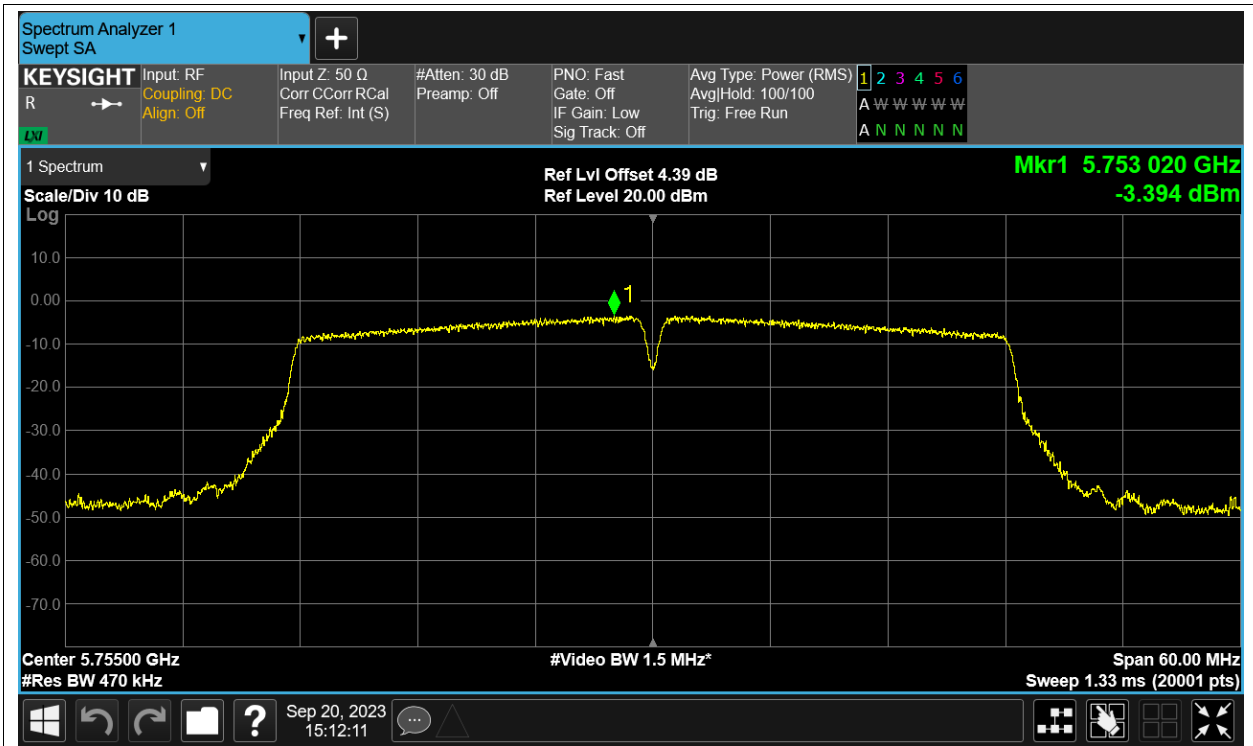 Spectrum Analyzer 1
Swept SA
KEYSIGHT
R
LXI
Input: RF
Coupling: DC
Align: Off
Input Z: 50 Ω
Corr CCorr RCal
Freq Ref: Int (S)
#Atten: 30 dB
Preamp: Off
PNO: Fast
Gate: Off
IF Gain: Low
Sig Track: Off
Avg Type: Power (RMS)
Avg|Hold: 100/100
Trig: Free Run
1 2 3 4 5 6
A W W W W W
A N N N N N
1 Spectrum
Scale/Div 10 dB
Ref Lvl Offset 4.39 dB
Ref Level 20.00 dBm
Mkr1 5.753 020 GHz
-3.394 dBm
Log
10.0
0.00
-10.0
-20.0
-30.0
-40.0
-50.0
-60.0
-70.0
1
Center 5.75500 GHz
#Res BW 470 kHz
#Video BW 1.5 MHz*
Span 60.00 MHz
Sweep 1.33 ms (20001 pts)
?
Sep 20, 2023
15:12:11